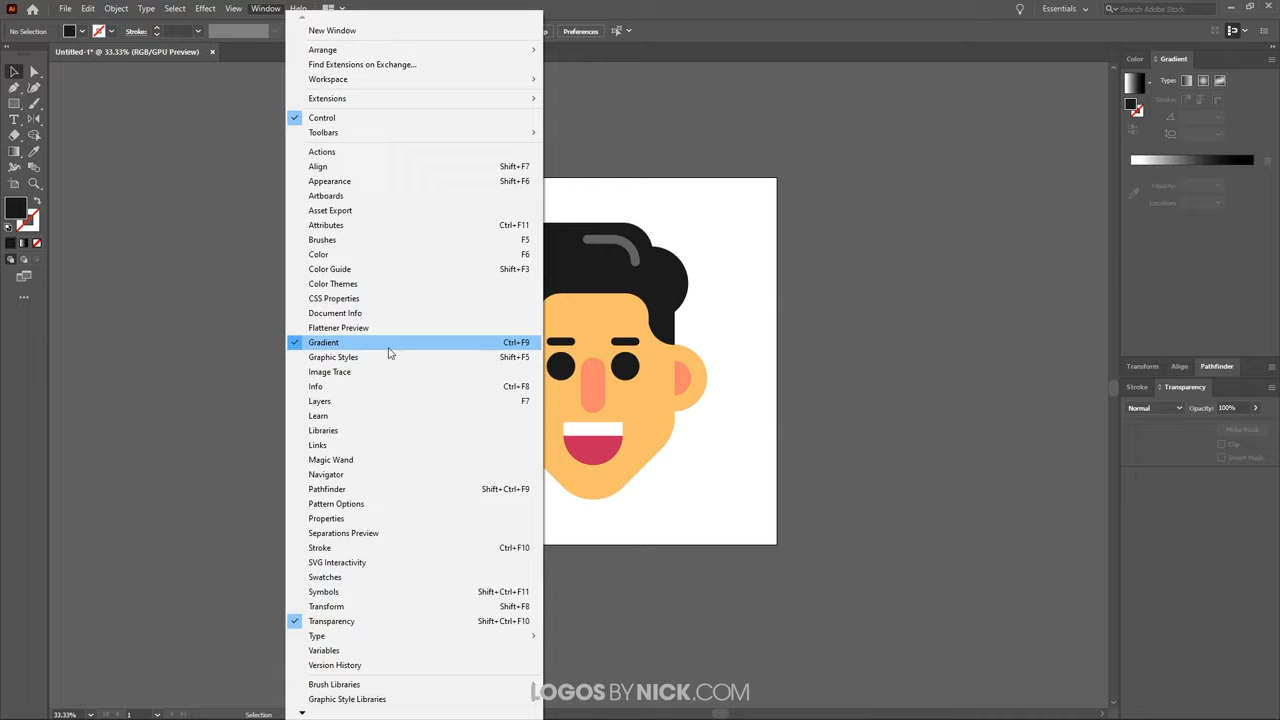 File Edit Object Type Select Effect View Window Help
Essentials
Search Adobe Stock
No Selection
Stroke:
Preferences
Untitled-1* @ 33.33% (RGB/GPU Preview) ×
New Window
Arrange
Find Extensions on Exchange...
Workspace
Extensions
Control
Toolbars
Actions
Align Shift+F7
Appearance Shift+F6
Artboards
Asset Export
Attributes Ctrl+F11
Brushes F5
Color F6
Color Guide Shift+F3
Color Themes
CSS Properties
Document Info
Flattener Preview
Gradient Ctrl+F9
Graphic Styles Shift+F5
Image Trace
Info Ctrl+F8
Layers F7
Learn
Libraries
Links
Magic Wand
Navigator
Pathfinder Shift+Ctrl+F9
Pattern Options
Properties
Separations Preview
Stroke Ctrl+F10
SVG Interactivity
Swatches
Symbols Shift+Ctrl+F11
Transform Shift+F8
Transparency Shift+Ctrl+F10
Type
Variables
Version History
Brush Libraries
Graphic Style Libraries
Color Gradient
Type:
Stroke:
Opacity:
Location:
Transform Align Pathfinder
Stroke Transparency
Normal Opacity: 100%
Make Mask
Clip
Invert Mask
LOGOSBYNICK.COM
33.33% 1 Selection